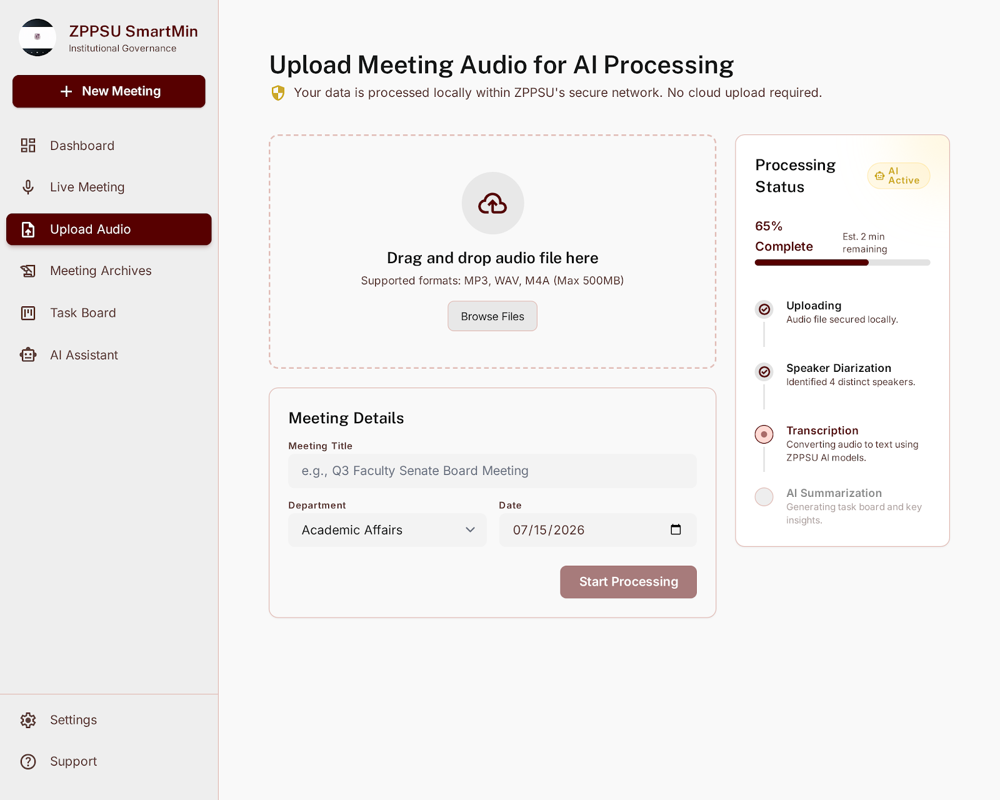 ZPPSU SmartMin
Institutional Governance
New Meeting
Dashboard
Live Meeting
Upload Audio
Meeting Archives
Task Board
AI Assistant
Settings
Support
Upload Meeting Audio for AI Processing
Your data is processed locally within ZPPSU's secure network. No cloud upload required.
Drag and drop audio file here
Supported formats: MP3, WAV, M4A (Max 500MB)
Browse Files
Meeting Details
Meeting Title
e.g., Q3 Faculty Senate Board Meeting
Department
Date
Academic Affairs
07/15/2026
Start Processing
Processing
Status
AI
Active
65%
Complete
Est. 2 min
remaining
Uploading
Audio file secured locally.
Speaker Diarization
Identified 4 distinct speakers.
Transcription
Converting audio to text using
ZPPSU AI models.
AI Summarization
Generating task board and key
insights.